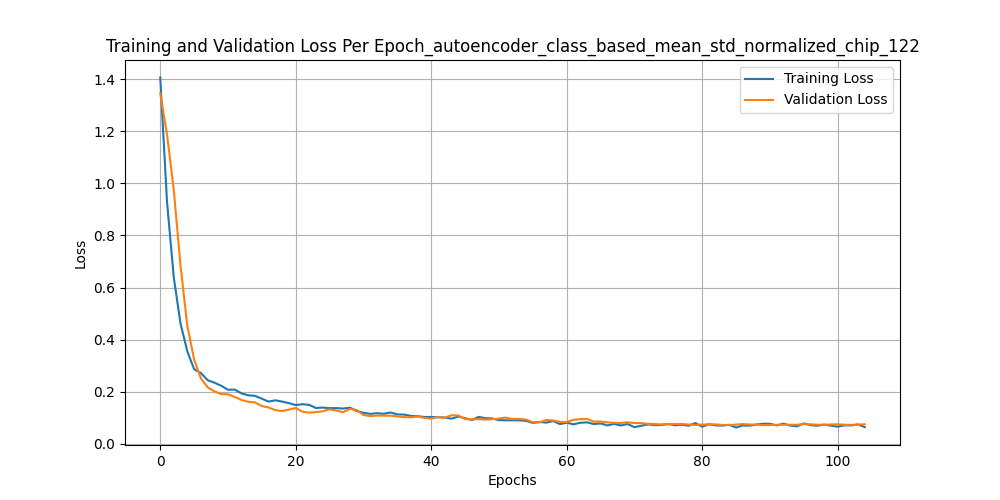 Training and Validation Loss Per Epoch_autoencoder_class_based_mean_std_normalized_chip_122
Training Loss
Validation Loss
1.4
1.2
1.0
0.8
0.6
0.4
0.2
0.0
Loss
0 20 40 60 80 100
Epochs